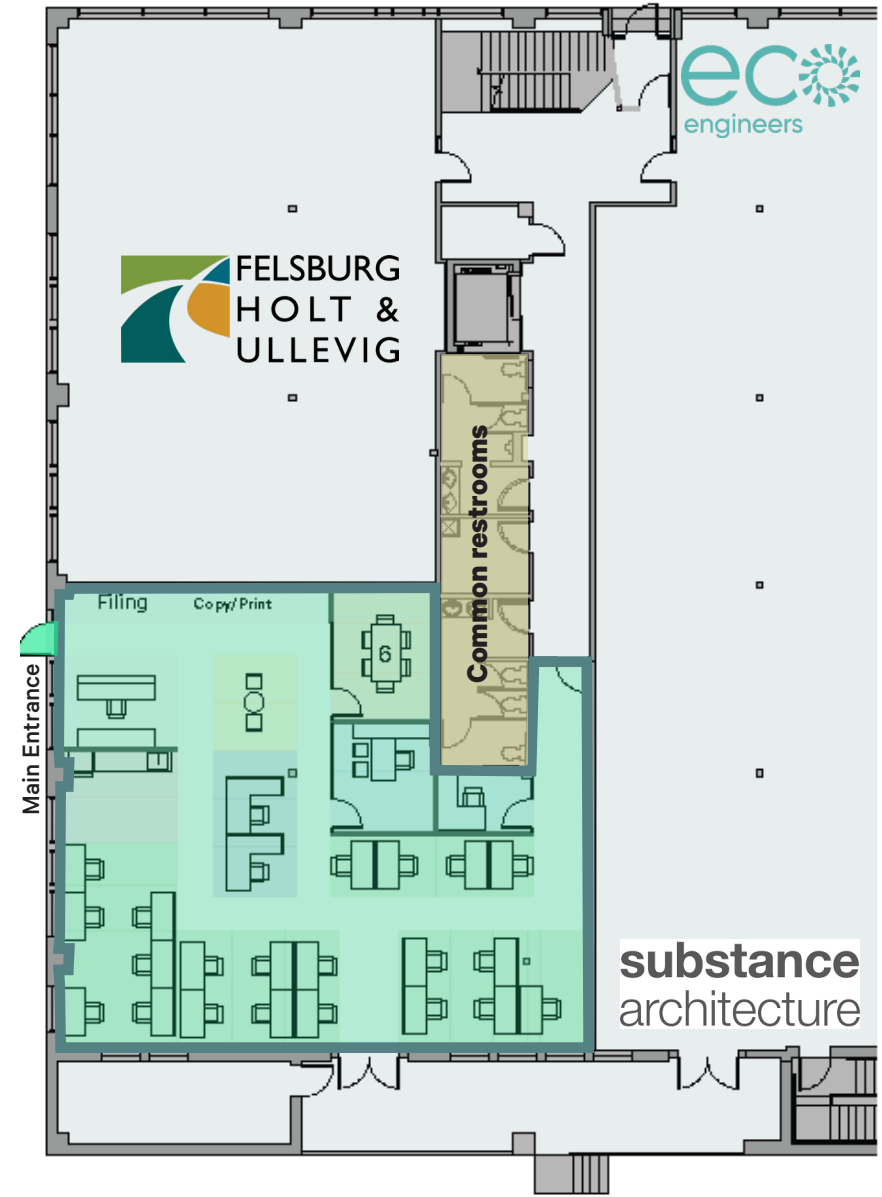 eco
engineers
FELSBURG
HOLT &
ULLEVIG
Common restrooms
Filing
Copy/Print
6
Main Entrance
substance
architecture